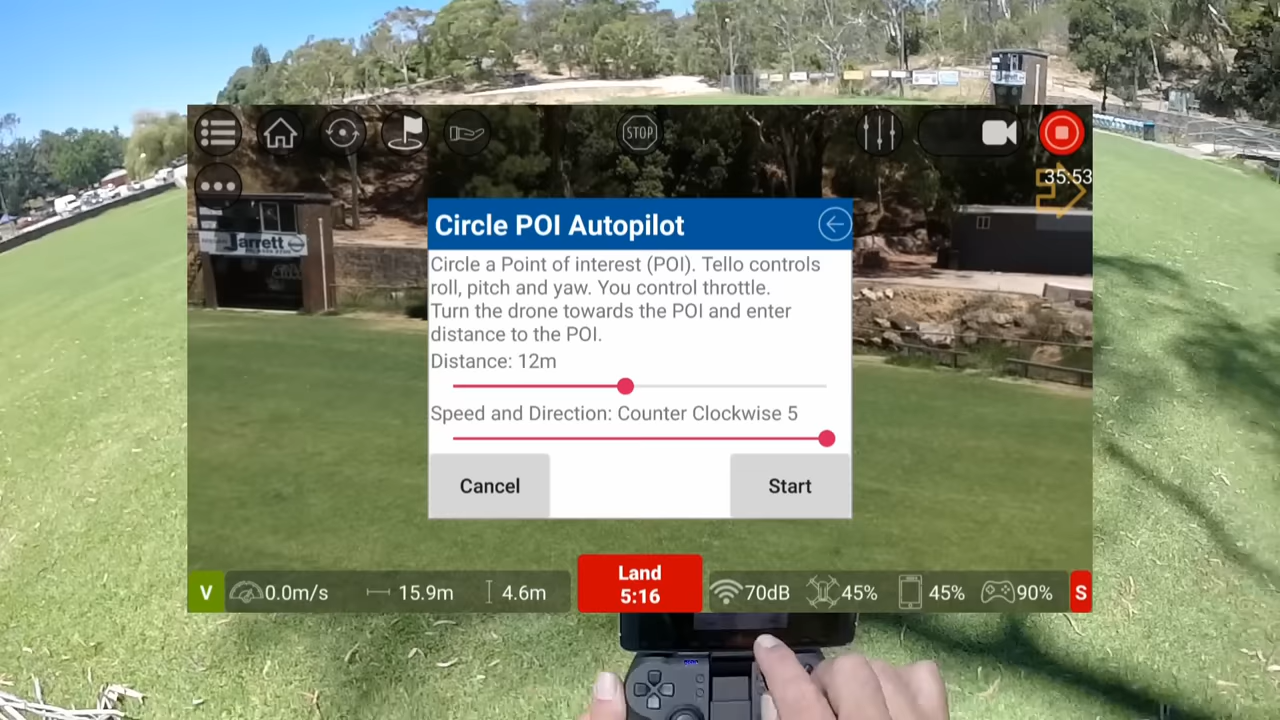 STOP
35:53
Jarrett
Circle POI Autopilot
Circle a Point of interest (POI). Tello controls
roll, pitch and yaw. You control throttle.
Turn the drone towards the POI and enter
distance to the POI.
Distance: 12m
Speed and Direction: Counter Clockwise 5
Cancel
Start
V
0.0m/s
15.9m
4.6m
Land
5:16
70dB
45%
45%
90%
S